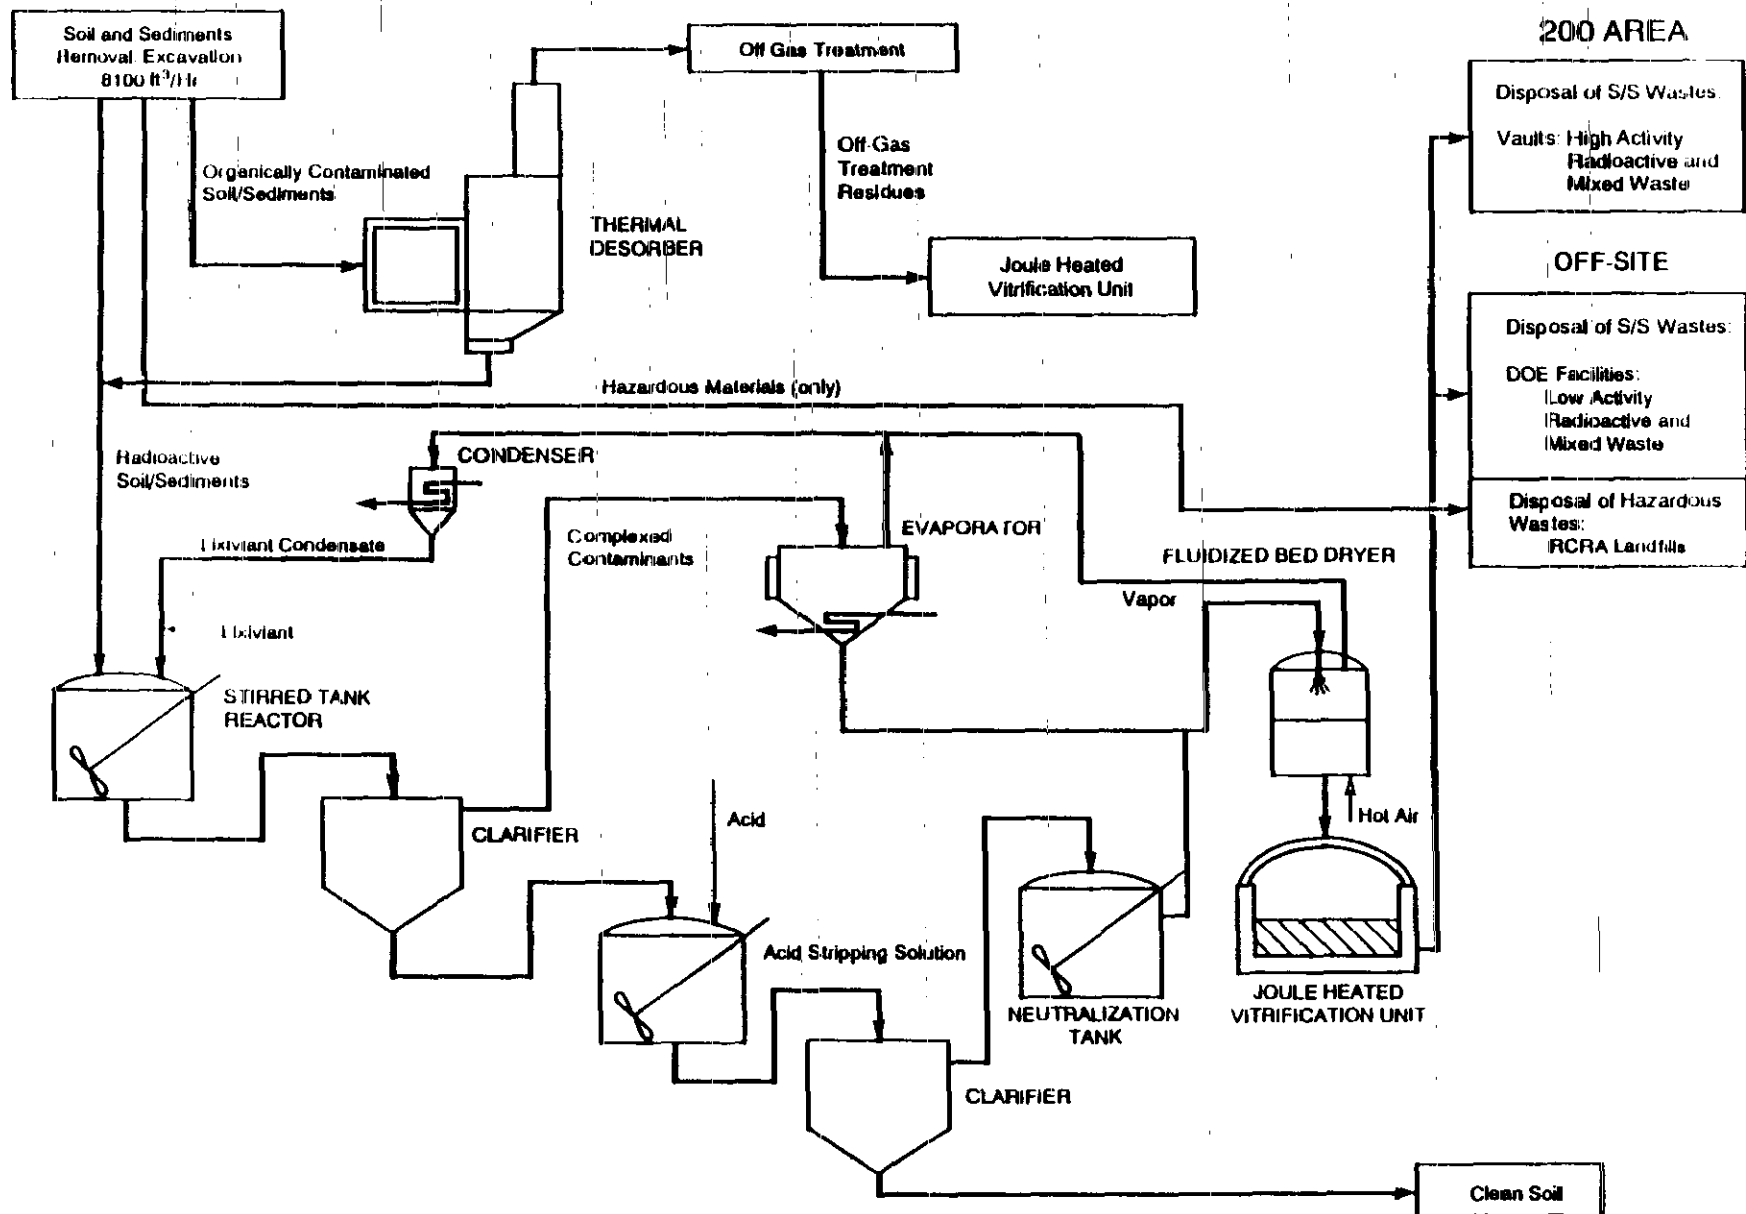 Soil and Sediments
Removal Excavation
8100 ft³/Hr
Off Gas Treatment
200 AREA
Disposal of S/S Wastes:
Vaults: High Activity
Radioactive and
Mixed Waste
Organically Contaminated
Soil/Sediments
Off-Gas
Treatment
Residues
THERMAL
DESORBER
Joule Heated
Vitrification Unit
OFF-SITE
Disposal of S/S Wastes:
DOE Facilities:
Low Activity
Radioactive and
Mixed Waste
Hazardous Materials (only)
Radioactive
Soil/Sediments
CONDENSER
Disposal of Hazardous
Wastes:
RCRA Landfills
Lixiviant Condensate
Complexed
Contaminants
EVAPORATOR
FLUIDIZED BED DRYER
Vapor
Lixiviant
STIRRED TANK
REACTOR
Hot Air
CLARIFIER
Acid
Acid Stripping Solution
NEUTRALIZATION
TANK
JOULE HEATED
VITRIFICATION UNIT
CLARIFIER
Clean Soil